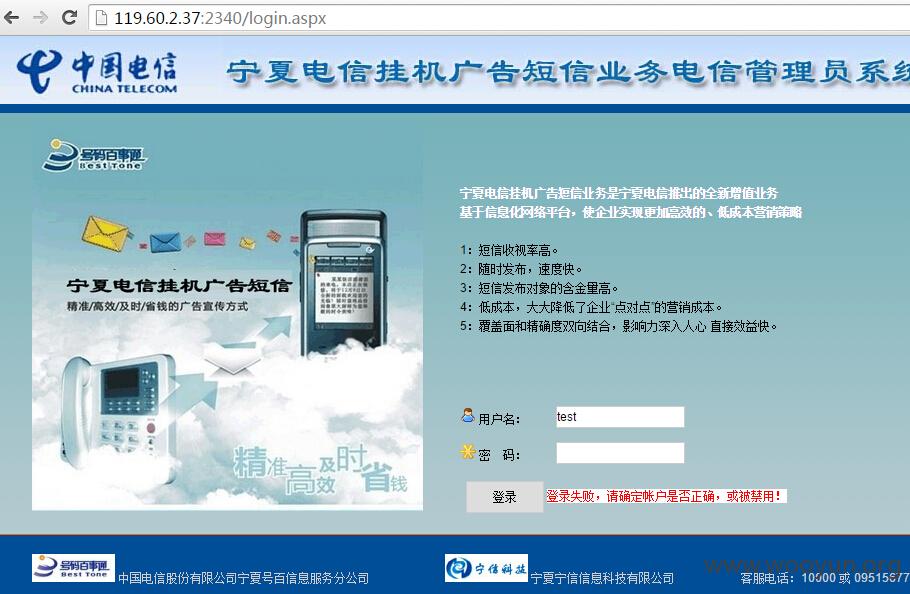 119.60.2.37:2340/login.aspx
中国电信
CHINA TELECOM
宁夏电信挂机广告短信业务电信管理员系统
号码百事通
BEST TONE
宁夏电信挂机广告短信
精准/高效/及时/省钱的广告宣传方式
精准高效及时省钱
宁夏电信挂机广告短信业务是宁夏电信推出的全新增值业务
基于信息化网络平台，使企业实现更加高效的、低成本营销策略
1：短信收视率高。
2：随时发布，速度快。
3：短信发布对象的含金量高。
4：低成本，大大降低了企业“点对点”的营销成本。
5：覆盖面和精确度双向结合，影响力深入人心 直接效益快。
用户名：
test
密 码：
登录
登录失败，请确定帐户是否正确，或被禁用！
号码百事通
BEST TONE
中国电信股份有限公司宁夏号百信息服务分公司
宁信科技
宁夏宁信信息科技有限公司
客服电话：10000 或 09515877
www.wooyun.org